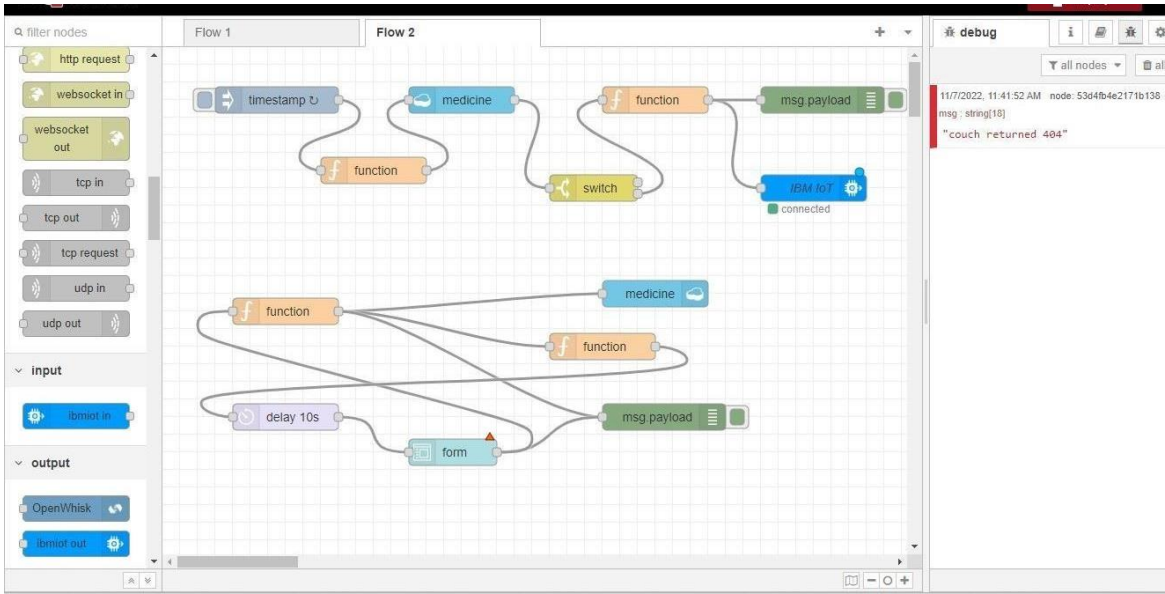 filter nodes
http request
websocket in
websocket
out
tcp in
tcp out
tcp request
udp in
udp out
input
ibmiot in
output
OpenWhisk
ibmiot out
Flow 1
Flow 2
timestamp ↻
medicine
function
msg.payload
function
switch
IBM IoT
connected
medicine
function
function
delay 10s
msg.payload
form
debug
i
all nodes
all
11/7/2022, 11:41:52 AM node: 53d4fb4e2171b138
msg : string[18]
"couch returned 404"